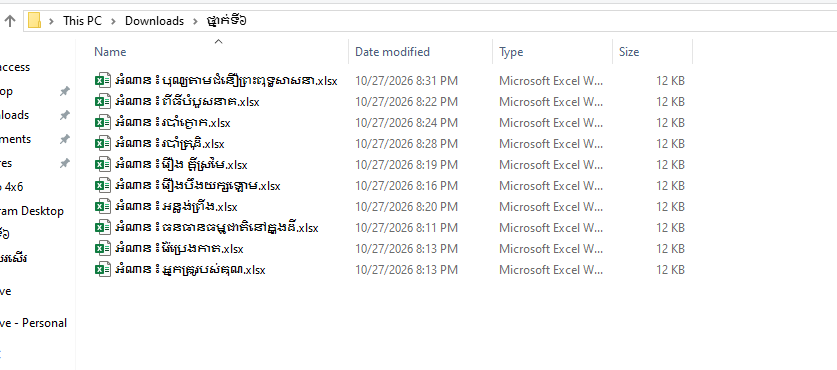 This PC > Downloads > ថ្នាក់ទី៦
Name Date modified Type Size
អំណាន ៖ បុណ្យតាមជំនឿព្រះពុទ្ធសាសនា.xlsx 10/27/2026 8:31 PM Microsoft Excel W... 12 KB
អំណាន ៖ ពិធីបំបួសនាគ.xlsx 10/27/2026 8:22 PM Microsoft Excel W... 12 KB
អំណាន ៖ របាំក្ងោក.xlsx 10/27/2026 8:24 PM Microsoft Excel W... 12 KB
អំណាន ៖ របាំត្រុដិ.xlsx 10/27/2026 8:28 PM Microsoft Excel W... 12 KB
អំណាន ៖ រឿង ក្តីស្រមៃ.xlsx 10/27/2026 8:19 PM Microsoft Excel W... 12 KB
អំណាន ៖ រឿងបឹងយក្សឡោម.xlsx 10/27/2026 8:16 PM Microsoft Excel W... 12 KB
អំណាន ៖ អន្លង់ព្រីង.xlsx 10/27/2026 8:20 PM Microsoft Excel W... 12 KB
អំណាន ៖ ធនធានធម្មជាតិនៅក្នុងដី.xlsx 10/27/2026 8:11 PM Microsoft Excel W... 12 KB
អំណាន ៖ ម៉ែប្រេងកាត.xlsx 10/27/2026 8:13 PM Microsoft Excel W... 12 KB
អំណាន ៖ អ្នកគ្រូរបស់គុណ.xlsx 10/27/2026 8:13 PM Microsoft Excel W... 12 KB
ccess
op
loads
ments
res
4x6
ram Desktop
ទី៦
រសេរ
ve
ve - Personal